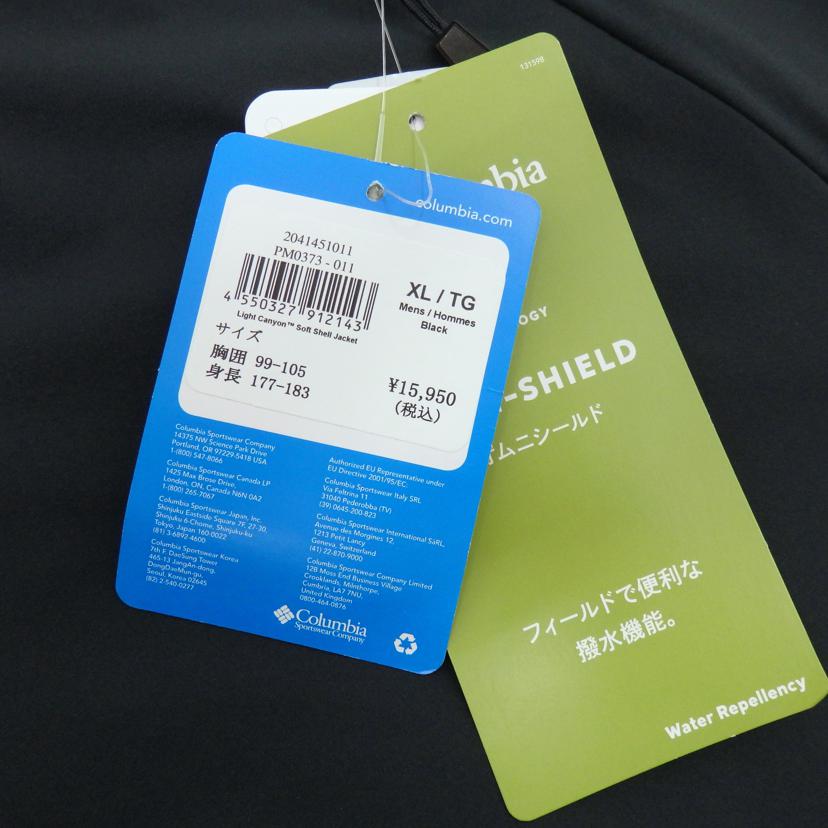 131598
columbia.com
2041451011
PM0373 - 011
4 550327 912143
Light Canyon™ Soft Shell Jacket
XL / TG
Mens / Hommes
Black
サイズ
胸囲 99-105
身長 177-183
¥15,950
(税込)
Columbia Sportswear Company
14375 NW Science Park Drive
Portland, OR 97229-5418 USA
1-(800) 547-8066
Columbia Sportswear Canada LP
1425 Max Brose Drive,
London, ON, Canada N6N 0A2
1-(800) 265-7067
Columbia Sportswear Japan, Inc.
Shinjuku Eastside Square 7F 27-30,
Shinjuku 6-Chome, Shinjuku-ku
Tokyo, Japan 160-0022
(81) 3-6892-4600
Columbia Sportswear Korea
7th F DaeSung Tower
465-13 JangAn-dong,
DongDaeMun-gu,
Seoul, Korea 02645
(82) 2-540-0277
Authorized EU Representative under
EU Directive 2001/95/EC.
Columbia Sportswear Italy SRL
Via Feltrina 11
31040 Pederobba (TV)
(39) 0645-200-823
Columbia Sportswear International SàRL,
Avenue des Morgines 12,
1213 Petit Lancy
Geneva, Switzerland
(41) 22-870-9000
Columbia Sportswear Company Limited
12B Moss End Business Village
Crooklands, Milnthorpe,
Cumbria, LA7 7NU,
United Kingdom
0800-464-0876
Columbia
Sportswear Company
mbia
OGY
-SHIELD
ムニシールド
フィールドで便利な
撥水機能。
Water Repellency